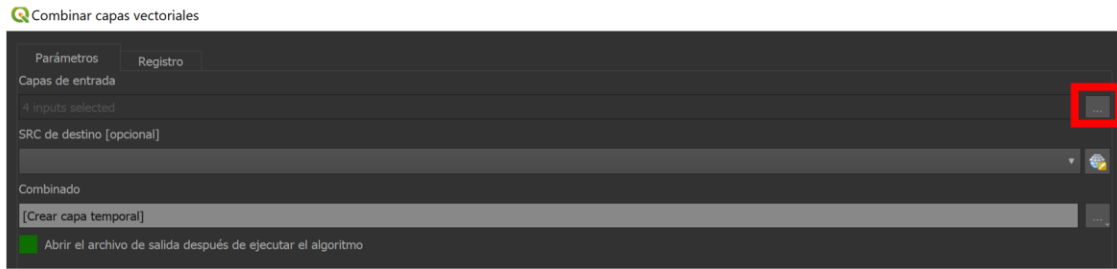 Combinar capas vectoriales
Parámetros Registro
Capas de entrada
4 inputs selected
...
SRC de destino [opcional]
Combinado
[Crear capa temporal]
...
Abrir el archivo de salida después de ejecutar el algoritmo